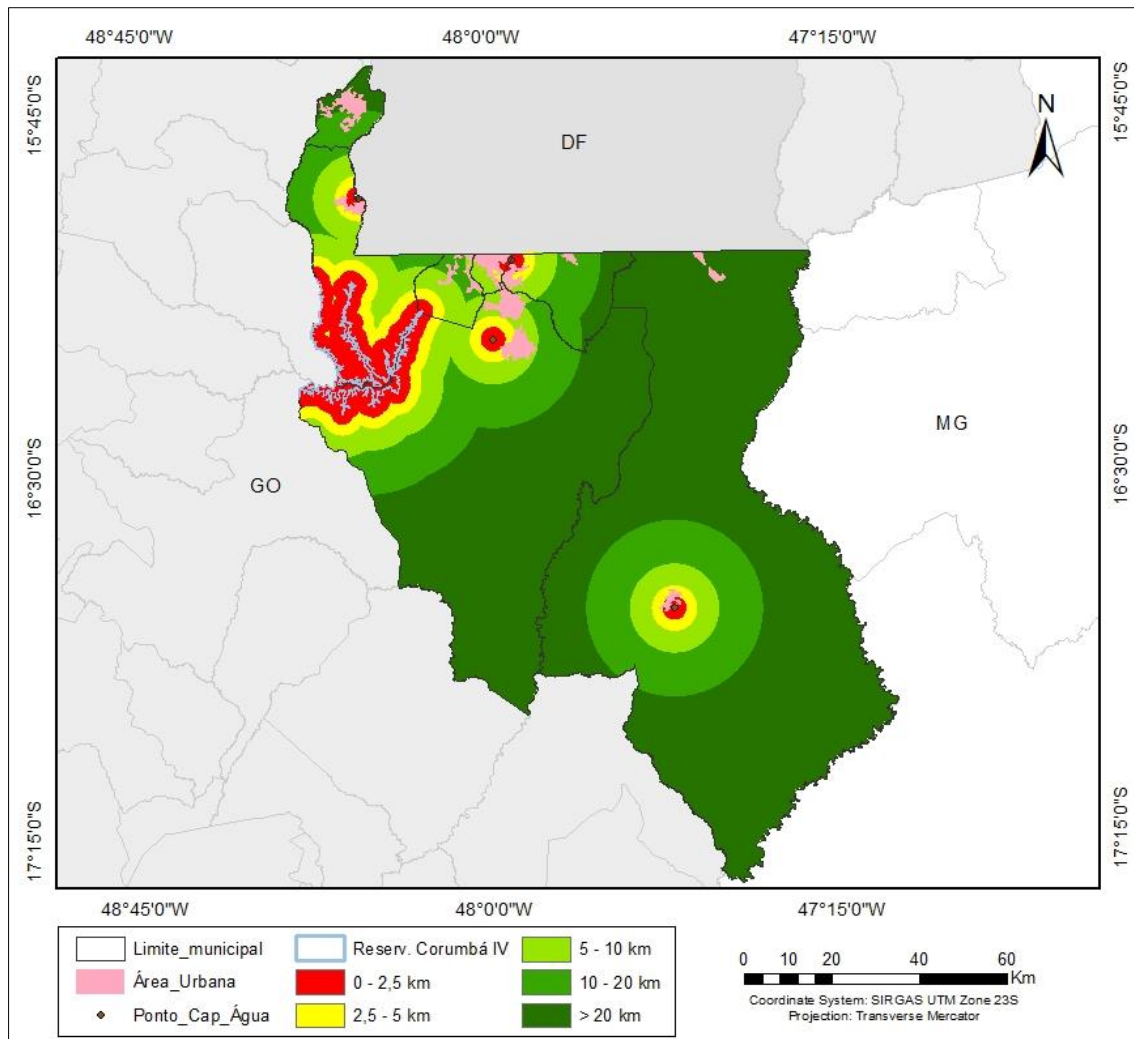 48°45'0"W 48°0'0"W 47°15'0"W
15°45'0"S 15°45'0"S
N
DF
MG
16°30'0"S 16°30'0"S
GO
17°15'0"S 17°15'0"S
48°45'0"W 48°0'0"W 47°15'0"W
Limite_municipal Reserv. Corumbá IV 5 - 10 km
Área_Urbana 0 - 2,5 km 10 - 20 km
Ponto_Cap_Água 2,5 - 5 km > 20 km
0 10 20 40 60
Km
Coordinate System: SIRGAS UTM Zone 23S
Projection: Transverse Mercator